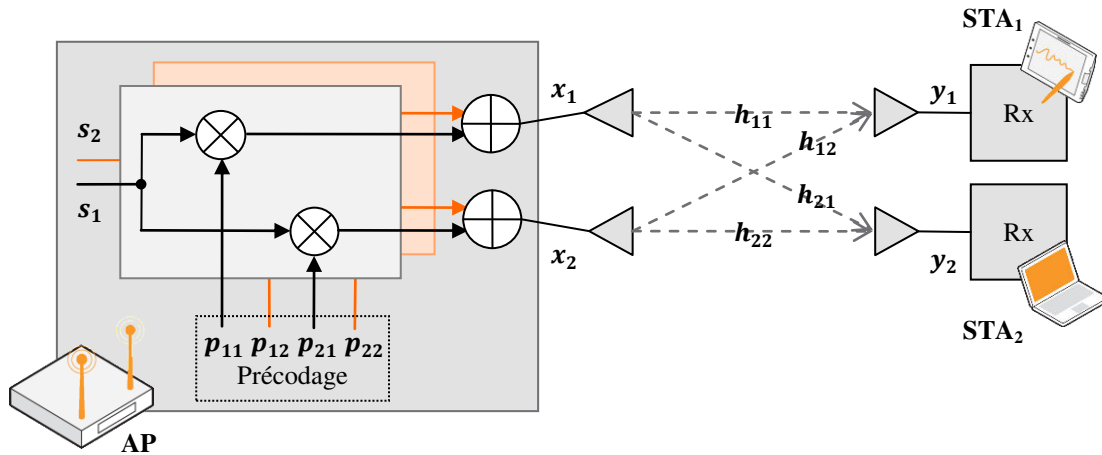 STA₁
x₁
y₁
Rx
h₁₁
h₁₂
s₂
s₁
h₂₁
h₂₂
x₂
y₂
Rx
STA₂
p₁₁ p₁₂ p₂₁ p₂₂
Précodage
AP